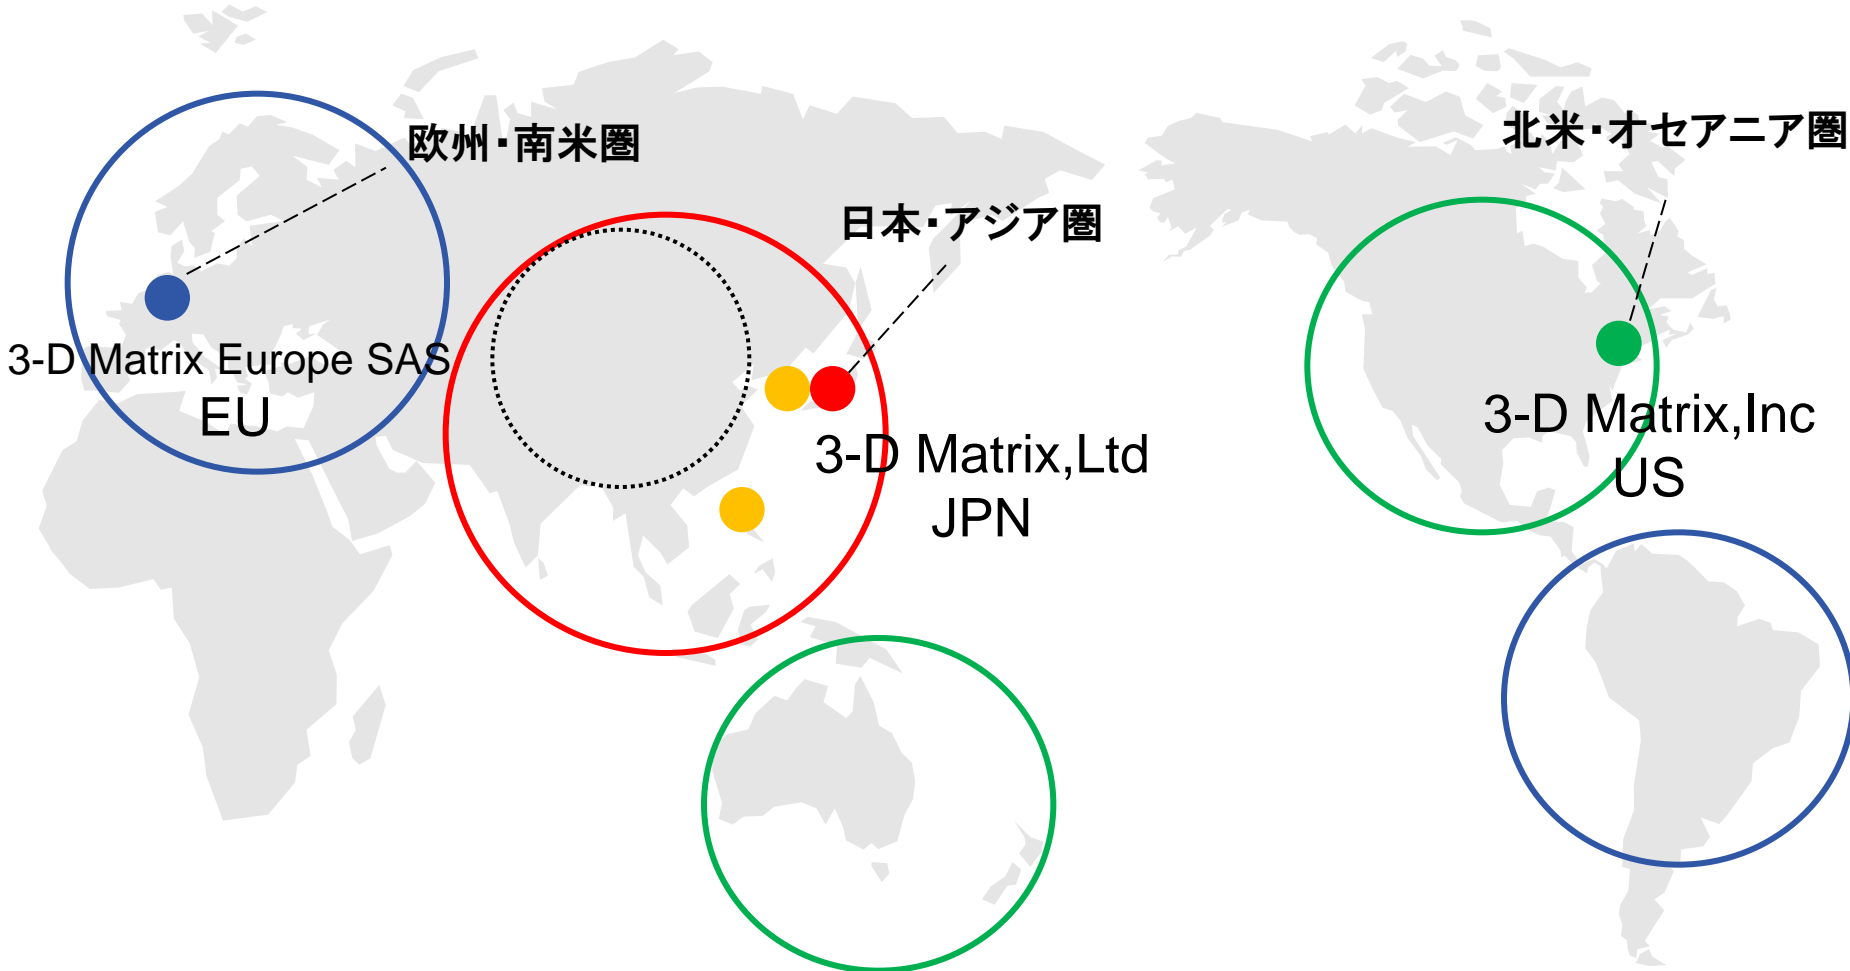 欧州・南米圏
北米・オセアニア圏
日本・アジア圏
3-D Matrix Europe SAS
EU
3-D Matrix,Ltd
JPN
3-D Matrix,Inc
US